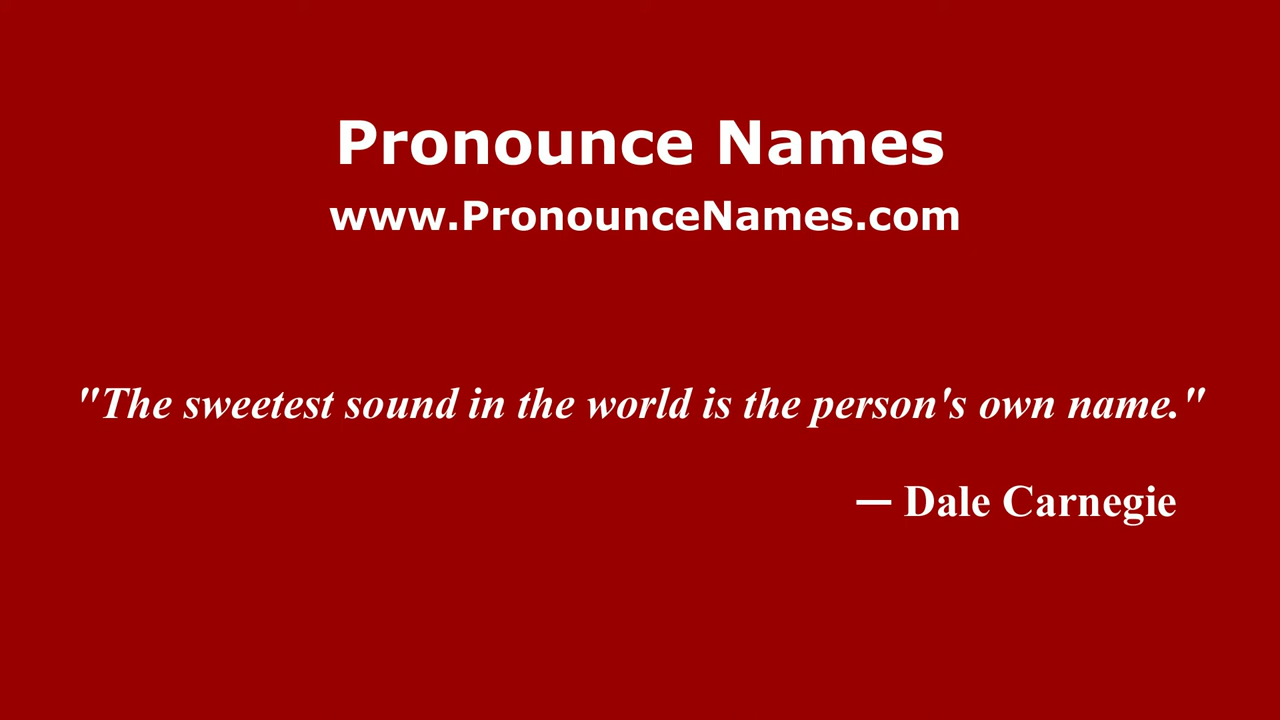 Pronounce Names
www.PronounceNames.com
"The sweetest sound in the world is the person's own name."
— Dale Carnegie